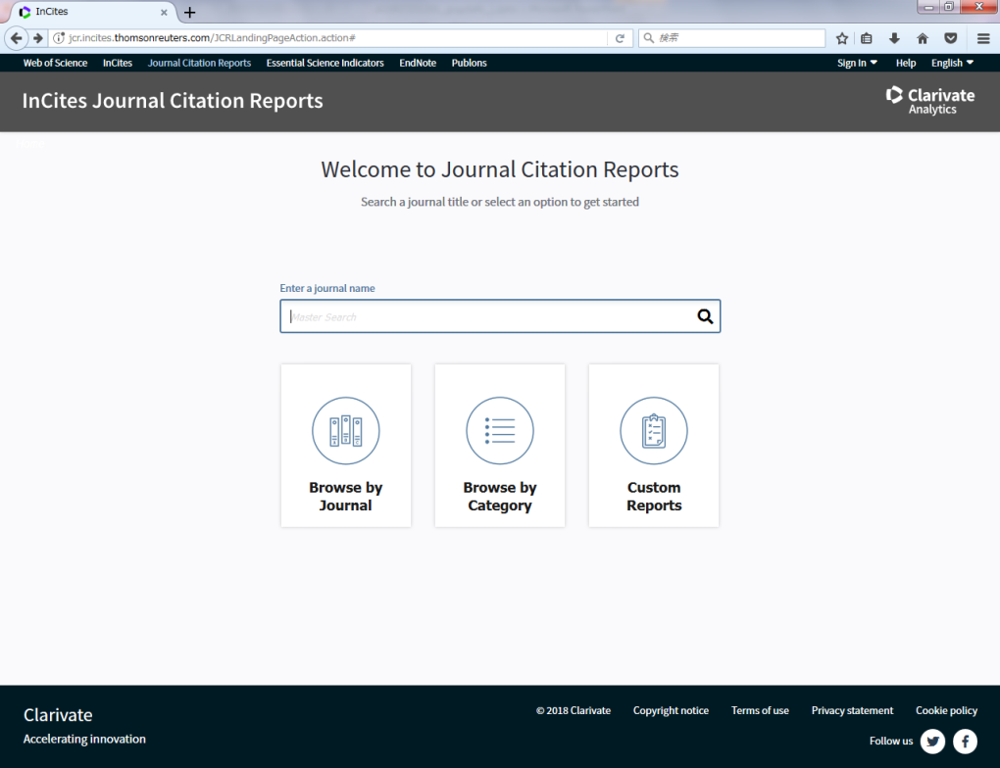 InCites
jcr.incites.thomsonreuters.com/JCRLandingPageAction.action#
検索
Web of Science InCites Journal Citation Reports Essential Science Indicators EndNote Publons Sign In Help English
InCites Journal Citation Reports
Clarivate
Analytics
Welcome to Journal Citation Reports
Search a journal title or select an option to get started
Enter a journal name
Master Search
Browse by
Journal
Browse by
Category
Custom
Reports
Clarivate
Accelerating innovation
© 2018 Clarivate Copyright notice Terms of use Privacy statement Cookie policy
Follow us